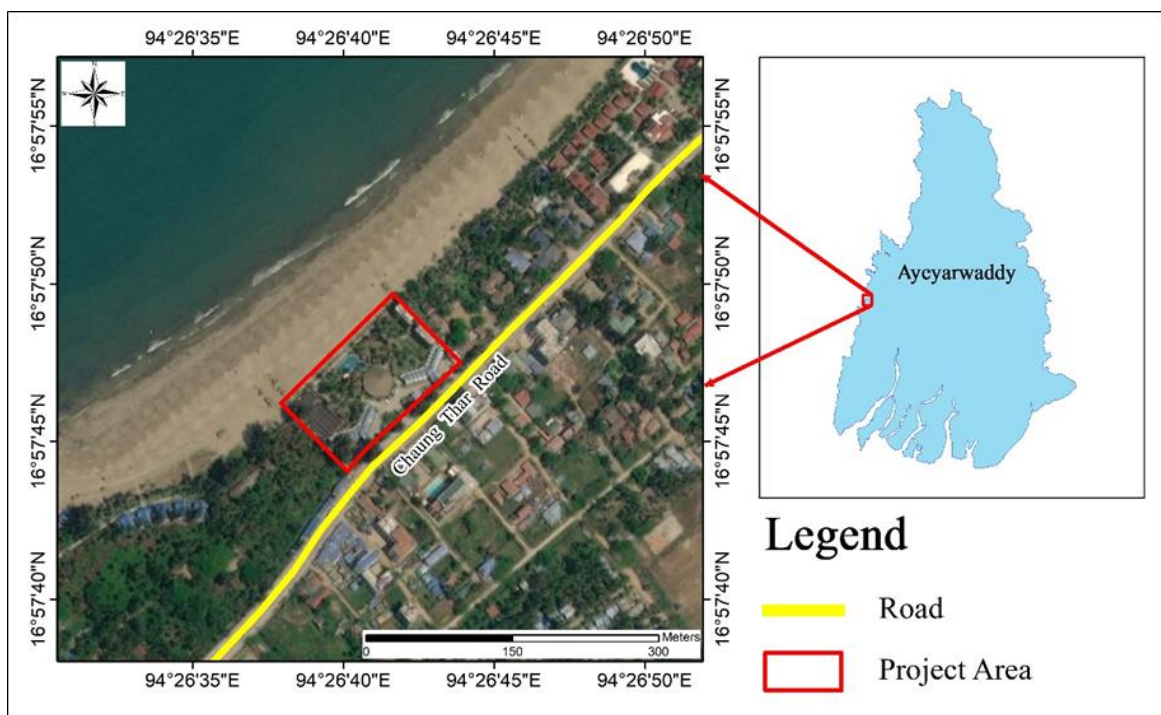 94°26'35"E 94°26'40"E 94°26'45"E 94°26'50"E
16°57'55"N 16°57'55"N
16°57'50"N 16°57'50"N
16°57'45"N 16°57'45"N
16°57'40"N 16°57'40"N
Chaung Thar Road
Meters
0 150 300
94°26'35"E 94°26'40"E 94°26'45"E 94°26'50"E
Aycyarwaddy
Legend
Road
Project Area